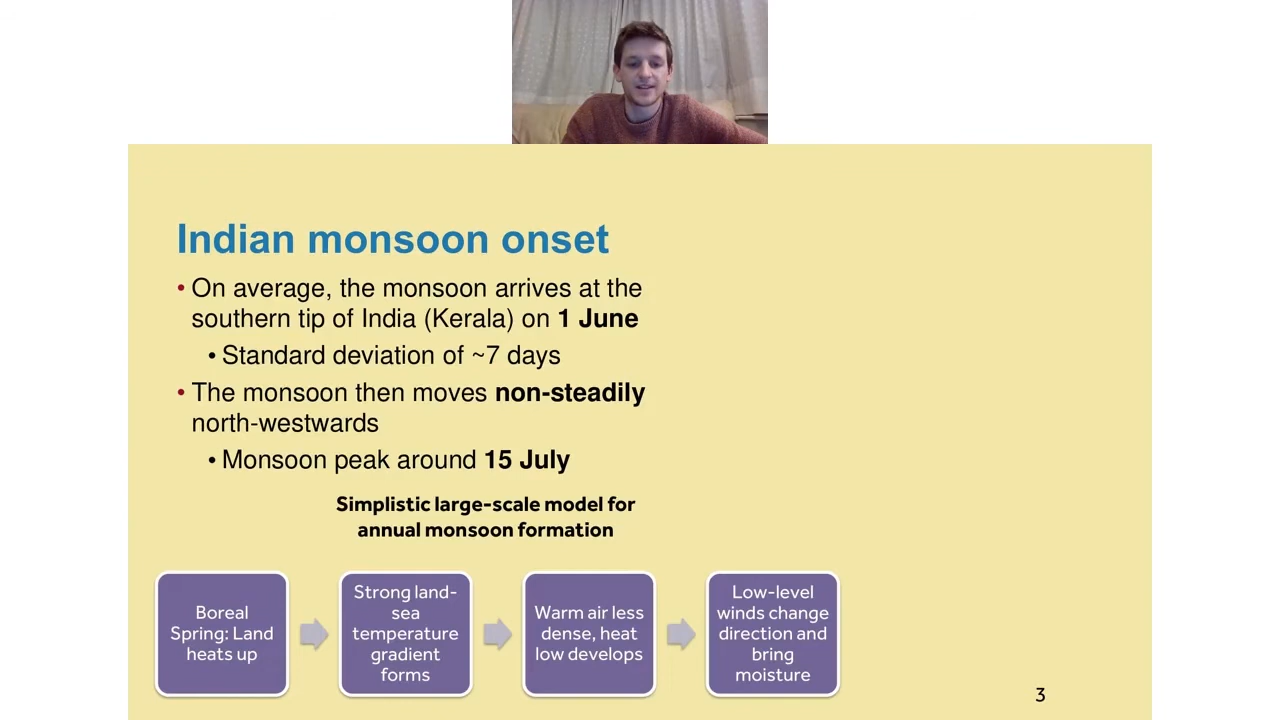 Indian monsoon onset
• On average, the monsoon arrives at the
southern tip of India (Kerala) on 1 June
• Standard deviation of ~7 days
• The monsoon then moves non-steadily
north-westwards
• Monsoon peak around 15 July
Simplistic large-scale model for
annual monsoon formation
Boreal
Spring: Land
heats up
Strong land-
sea
temperature
gradient
forms
Warm air less
dense, heat
low develops
Low-level
winds change
direction and
bring
moisture
3